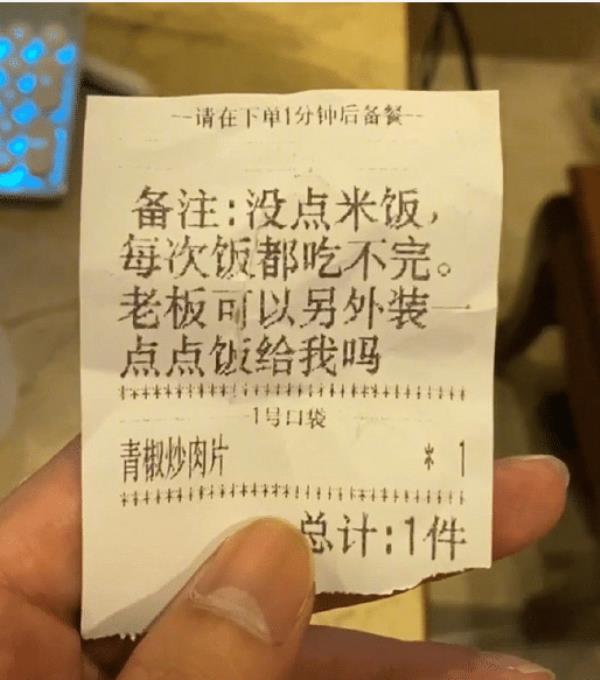 --请在下单1分钟后备餐--
备注:没点米饭,
每次饭都吃不完。
老板可以另外装一
点点饭给我吗
********************************
1号口袋
青椒炒肉片 * 1
********************************
总计:1件